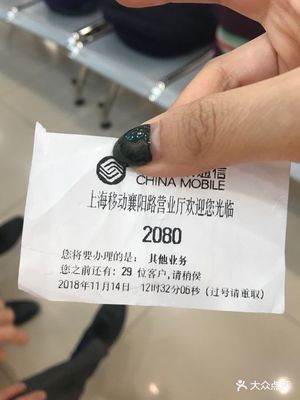 通信
CHINA MOBILE
上海移动襄阳路营业厅欢迎您光临
2080
您将要办理的是: 其他业务
您之前还有: 29 位客户,请稍侯
2018年11月14日 12时32分06秒 (过号请重取)
大众点评